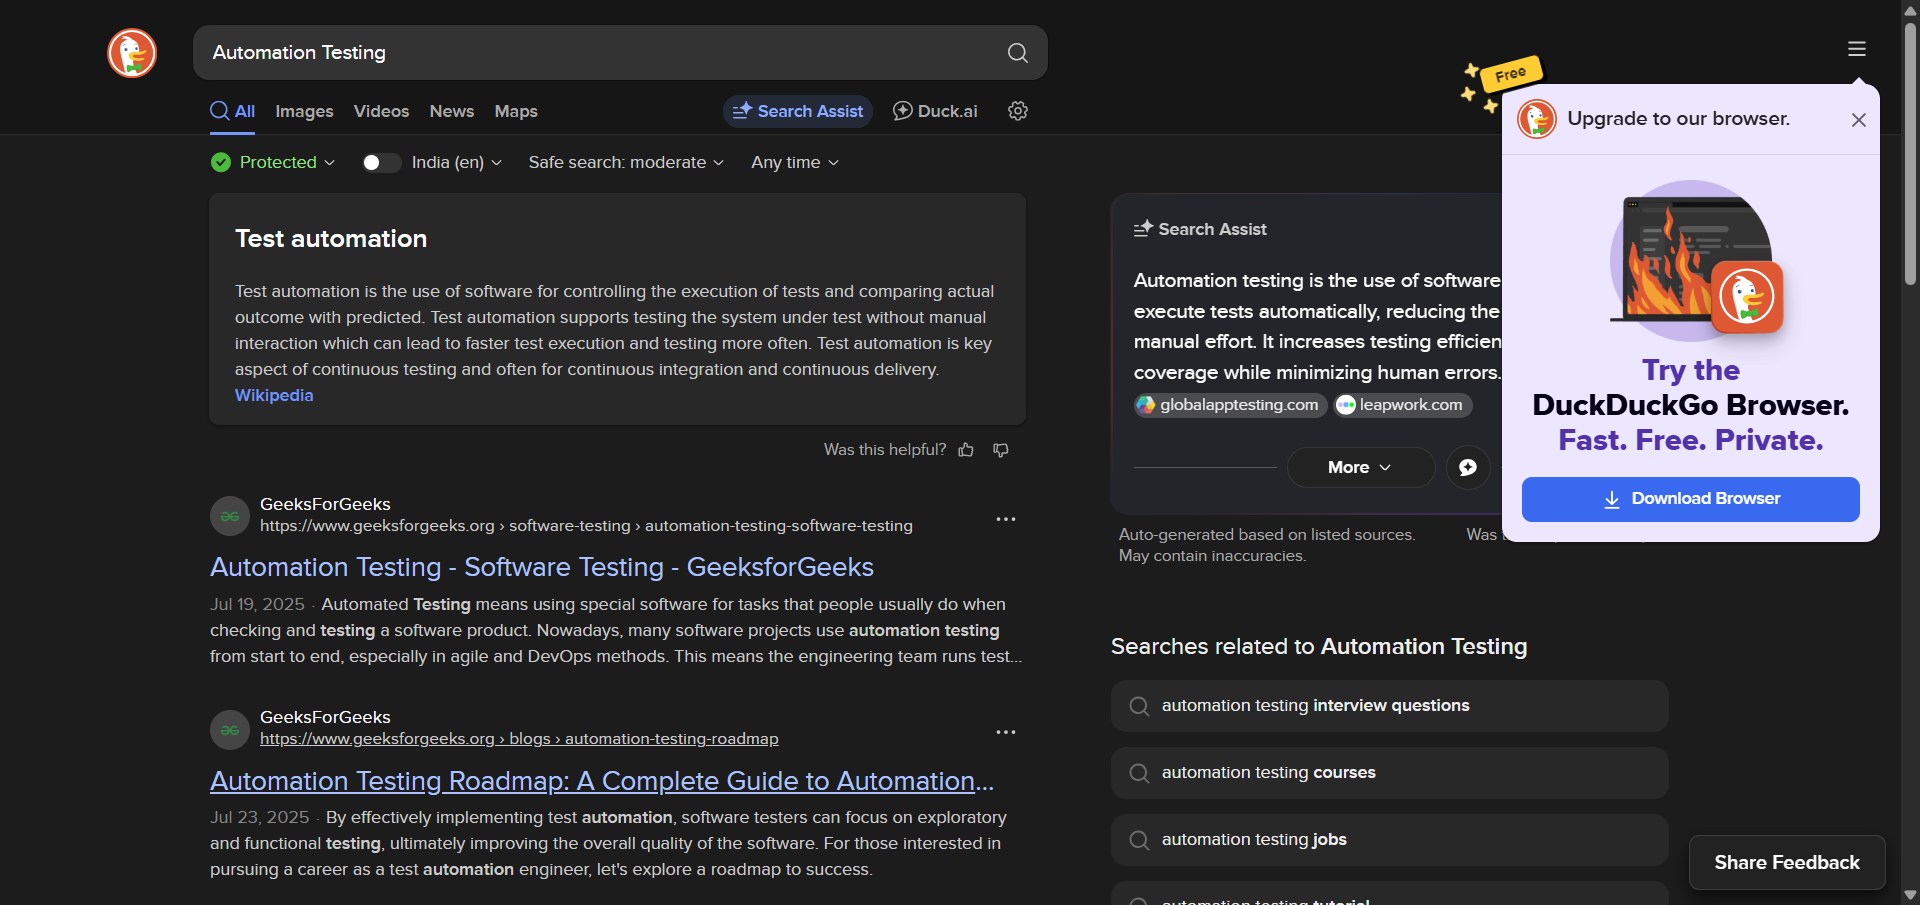 Automation Testing
All Images Videos News Maps Search Assist Duck.ai
Protected India (en) Safe search: moderate Any time
Test automation
Test automation is the use of software for controlling the execution of tests and comparing actual
outcome with predicted. Test automation supports testing the system under test without manual
interaction which can lead to faster test execution and testing more often. Test automation is key
aspect of continuous testing and often for continuous integration and continuous delivery.
Wikipedia
Was this helpful?
GeeksForGeeks
https://www.geeksforgeeks.org › software-testing › automation-testing-software-testing
Automation Testing - Software Testing - GeeksforGeeks
Jul 19, 2025 · Automated Testing means using special software for tasks that people usually do when
checking and testing a software product. Nowadays, many software projects use automation testing
from start to end, especially in agile and DevOps methods. This means the engineering team runs test...
GeeksForGeeks
https://www.geeksforgeeks.org › blogs › automation-testing-roadmap
Automation Testing Roadmap: A Complete Guide to Automation...
Jul 23, 2025 · By effectively implementing test automation, software testers can focus on exploratory
and functional testing, ultimately improving the overall quality of the software. For those interested in
pursuing a career as a test automation engineer, let's explore a roadmap to success.
Search Assist
Automation testing is the use of software
execute tests automatically, reducing the
manual effort. It increases testing efficien
coverage while minimizing human errors.
globalapptesting.com leapwork.com
More
Auto-generated based on listed sources.
May contain inaccuracies.
Was
Searches related to Automation Testing
automation testing interview questions
automation testing courses
automation testing jobs
automation testing tutorial
Free
Upgrade to our browser.
Try the
DuckDuckGo Browser.
Fast. Free. Private.
Download Browser
Share Feedback